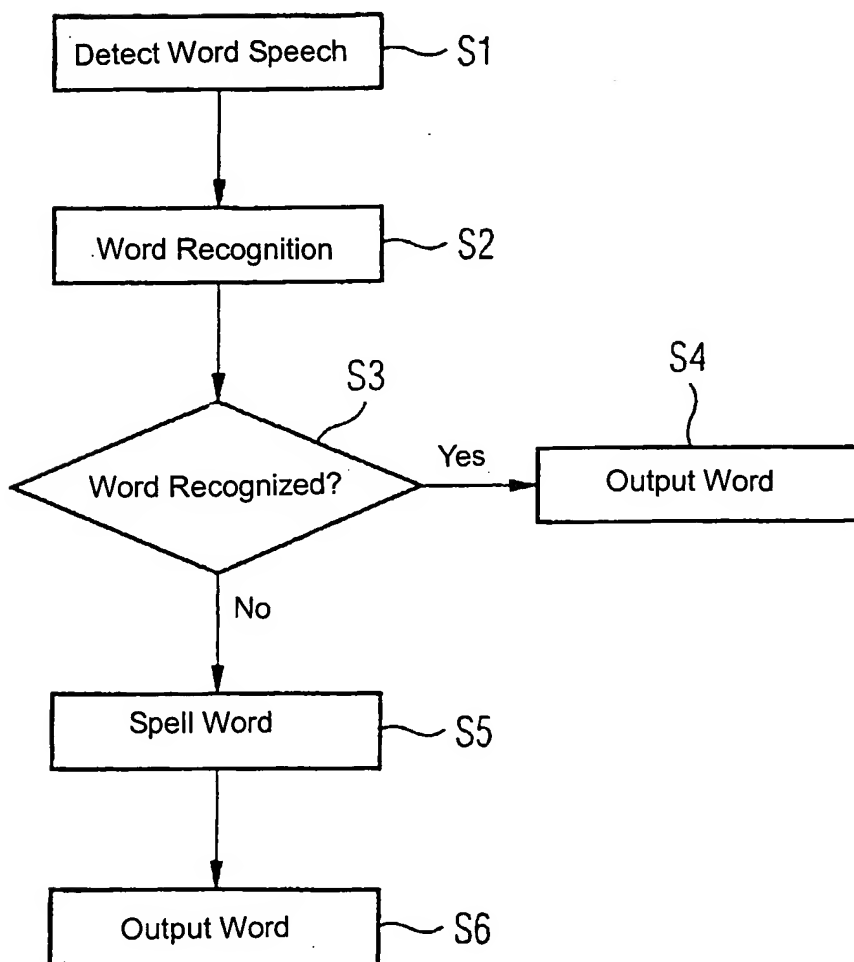 Detect Word Speech S1
Word Recognition S2
S3
S4
Word Recognized?
Yes
Output Word
No
Spell Word S5
Output Word S6